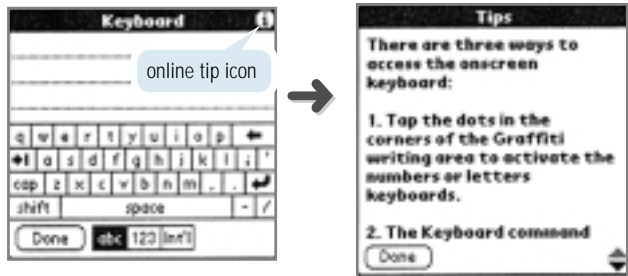 Keyboard
online tip icon
q w e r t y u i o p
a s d f g h j k l ; '
cap z x c v b n m , .
shift space - /
Done abc 123 Int'l
Tips
There are three ways to
access the onscreen
keyboard:
1. Tap the dots in the
corners of the Graffiti
writing area to activate the
numbers or letters
keyboards.
2. The Keyboard command
Done